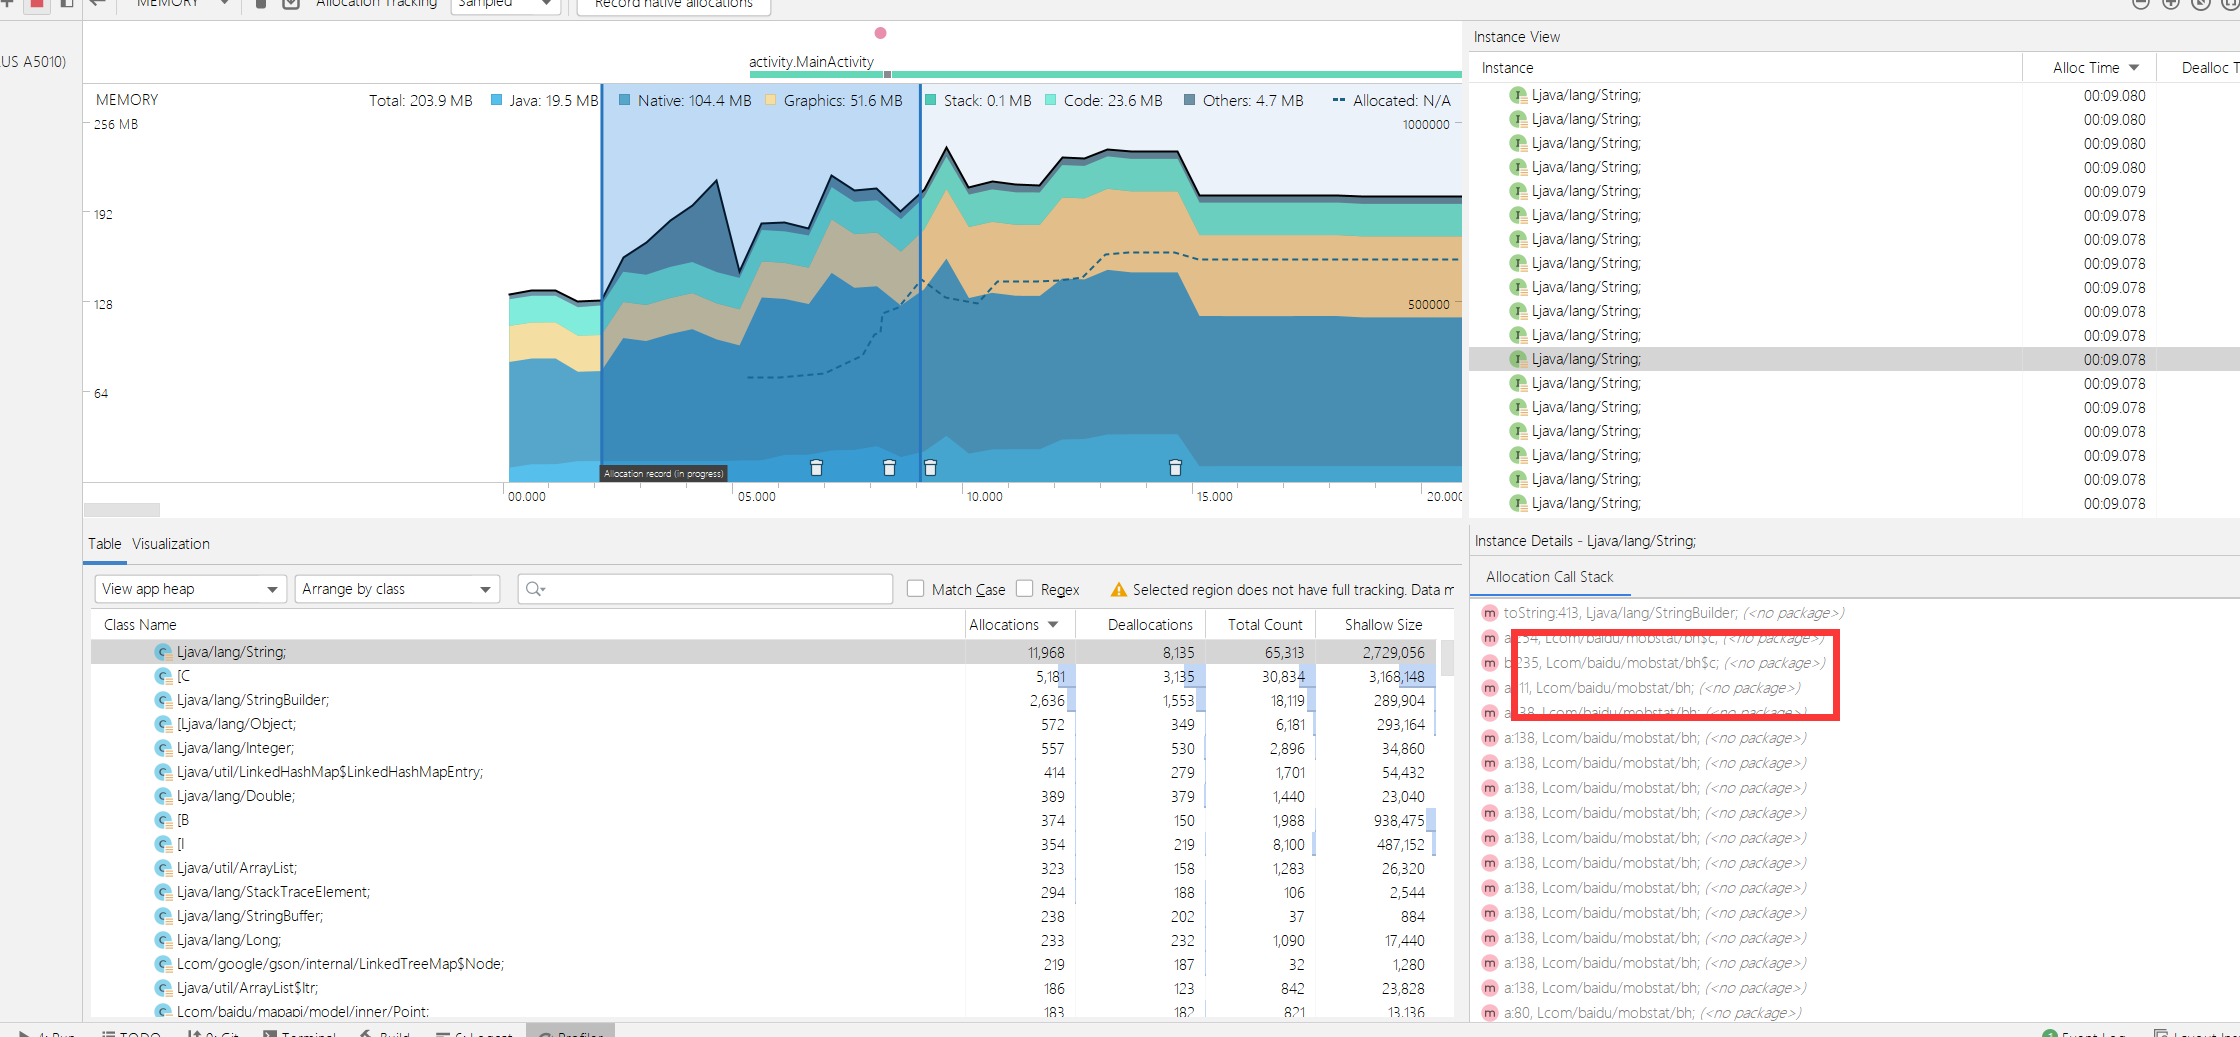 MEMORY
Allocation Tracking
Sampled
Record native allocations
US A5010)
activity.MainActivity
MEMORY
Total: 203.9 MB
Java: 19.5 MB
Native: 104.4 MB
Graphics: 51.6 MB
Stack: 0.1 MB
Code: 23.6 MB
Others: 4.7 MB
Allocated: N/A
256 MB
1000000
192
128
500000
64
Allocation record (in progress)
00.000
05.000
10.000
15.000
20.000
Instance View
Instance
Alloc Time
Dealloc T
Ljava/lang/String; 00:09.080
Ljava/lang/String; 00:09.080
Ljava/lang/String; 00:09.080
Ljava/lang/String; 00:09.080
Ljava/lang/String; 00:09.079
Ljava/lang/String; 00:09.078
Ljava/lang/String; 00:09.078
Ljava/lang/String; 00:09.078
Ljava/lang/String; 00:09.078
Ljava/lang/String; 00:09.078
Ljava/lang/String; 00:09.078
Ljava/lang/String; 00:09.078
Ljava/lang/String; 00:09.078
Ljava/lang/String; 00:09.078
Ljava/lang/String; 00:09.078
Ljava/lang/String; 00:09.078
Ljava/lang/String; 00:09.078
Ljava/lang/String; 00:09.078
Table
Visualization
View app heap
Arrange by class
Match Case
Regex
Selected region does not have full tracking. Data m
Class Name Allocations Deallocations Total Count Shallow Size
Ljava/lang/String; 11,968 8,135 65,313 2,729,056
[C 5,181 3,135 30,834 3,168,148
Ljava/lang/StringBuilder; 2,636 1,553 18,119 289,904
[Ljava/lang/Object; 572 349 6,181 293,164
Ljava/lang/Integer; 557 530 2,896 34,860
Ljava/util/LinkedHashMap$LinkedHashMapEntry; 414 279 1,701 54,432
Ljava/lang/Double; 389 379 1,440 23,040
[B 374 150 1,988 938,475
[I 354 219 8,100 487,152
Ljava/util/ArrayList; 323 158 1,283 26,320
Ljava/lang/StackTraceElement; 294 188 106 2,544
Ljava/lang/StringBuffer; 238 202 37 884
Ljava/lang/Long; 233 232 1,090 17,440
Lcom/google/gson/internal/LinkedTreeMap$Node; 219 187 32 1,280
Ljava/util/ArrayList$Itr; 186 123 842 23,828
Lcom/baidu/mapapi/model/inner/Point; 183 182 821 13,136
Instance Details - Ljava/lang/String;
Allocation Call Stack
toString:413, Ljava/lang/StringBuilder; (<no package>)
Lcom/baidu/mobstat/bh$c; (<no package>)
b:235, Lcom/baidu/mobstat/bh$c; (<no package>)
Lcom/baidu/mobstat/bh; (<no package>)
a:138, Lcom/baidu/mobstat/bh; (<no package>)
a:138, Lcom/baidu/mobstat/bh; (<no package>)
a:138, Lcom/baidu/mobstat/bh; (<no package>)
a:138, Lcom/baidu/mobstat/bh; (<no package>)
a:138, Lcom/baidu/mobstat/bh; (<no package>)
a:138, Lcom/baidu/mobstat/bh; (<no package>)
a:138, Lcom/baidu/mobstat/bh; (<no package>)
a:138, Lcom/baidu/mobstat/bh; (<no package>)
a:138, Lcom/baidu/mobstat/bh; (<no package>)
a:138, Lcom/baidu/mobstat/bh; (<no package>)
a:138, Lcom/baidu/mobstat/bh; (<no package>)
a:138, Lcom/baidu/mobstat/bh; (<no package>)
a:80, Lcom/baidu/mobstat/bh; (<no package>)
4: Run
TODO
9: Git
Terminal
Build
6: Logcat
Profiler
Event Log
Layout Ins